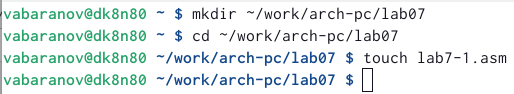 vabaranov@dk8n80 ~ $ mkdir ~/work/arch-pc/lab07
vabaranov@dk8n80 ~ $ cd ~/work/arch-pc/lab07
vabaranov@dk8n80 ~/work/arch-pc/lab07 $ touch lab7-1.asm
vabaranov@dk8n80 ~/work/arch-pc/lab07 $